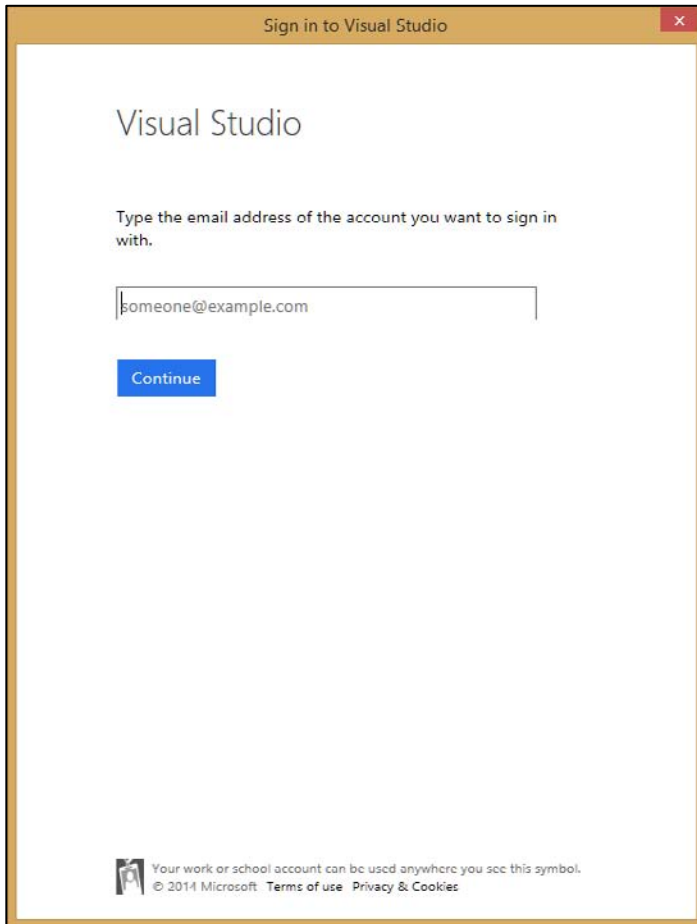 Sign in to Visual Studio
x
Visual Studio
Type the email address of the account you want to sign in
with.
someone@example.com
Continue
Your work or school account can be used anywhere you see this symbol.
© 2014 Microsoft Terms of use Privacy & Cookies